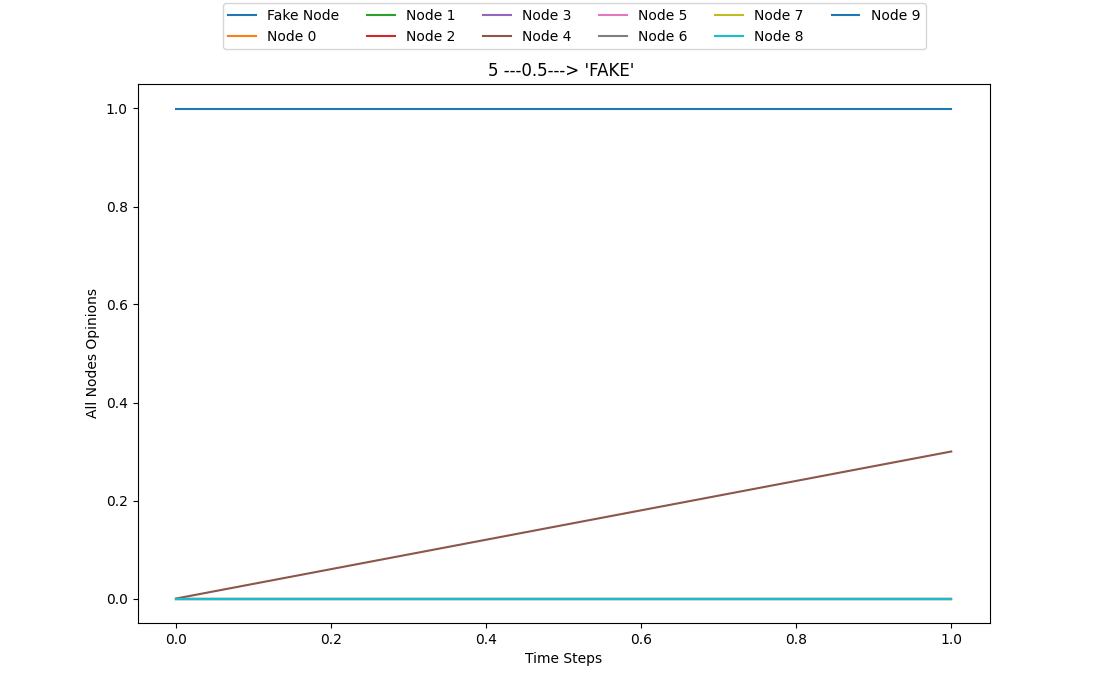 Fake Node Node 1 Node 3 Node 5 Node 7 Node 9
Node 0 Node 2 Node 4 Node 6 Node 8
5 ---0.5---> 'FAKE'
1.0
0.8
0.6
0.4
0.2
0.0
All Nodes Opinions
0.0 0.2 0.4 0.6 0.8 1.0
Time Steps